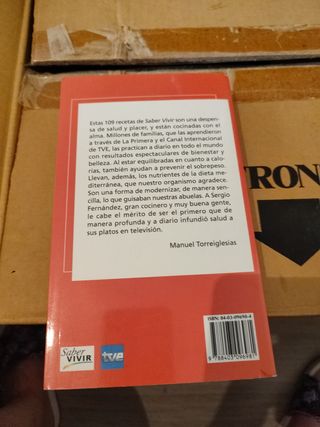 Estas 109 recetas de Saber Vivir son una despen-
sa de salud y placer, y están cocinadas con el
alma. Millones de familias, que las aprendieron
a través de La Primera y el Canal Internacional
de TVE, las practican a diario en todo el mundo
con resultados espectaculares de bienestar y
belleza. Al estar equilibradas en cuanto a calo-
rías, también ayudan a prevenir el sobrepeso.
Llevan, además, los nutrientes de la dieta me-
diterránea, que nuestro organismo agradece.
Son una forma de modernizar, de manera sen-
cilla, lo que guisaban nuestras abuelas. A Sergio
Fernández, gran cocinero y muy buena gente,
le cabe el mérito de ser el primero que de
manera profunda y a diario infundió salud a
sus platos en televisión.
Manuel Torreiglesias
RON
ISBN: 84-03-09698-4
9 788403 096981
Saber
VIVIR
tve